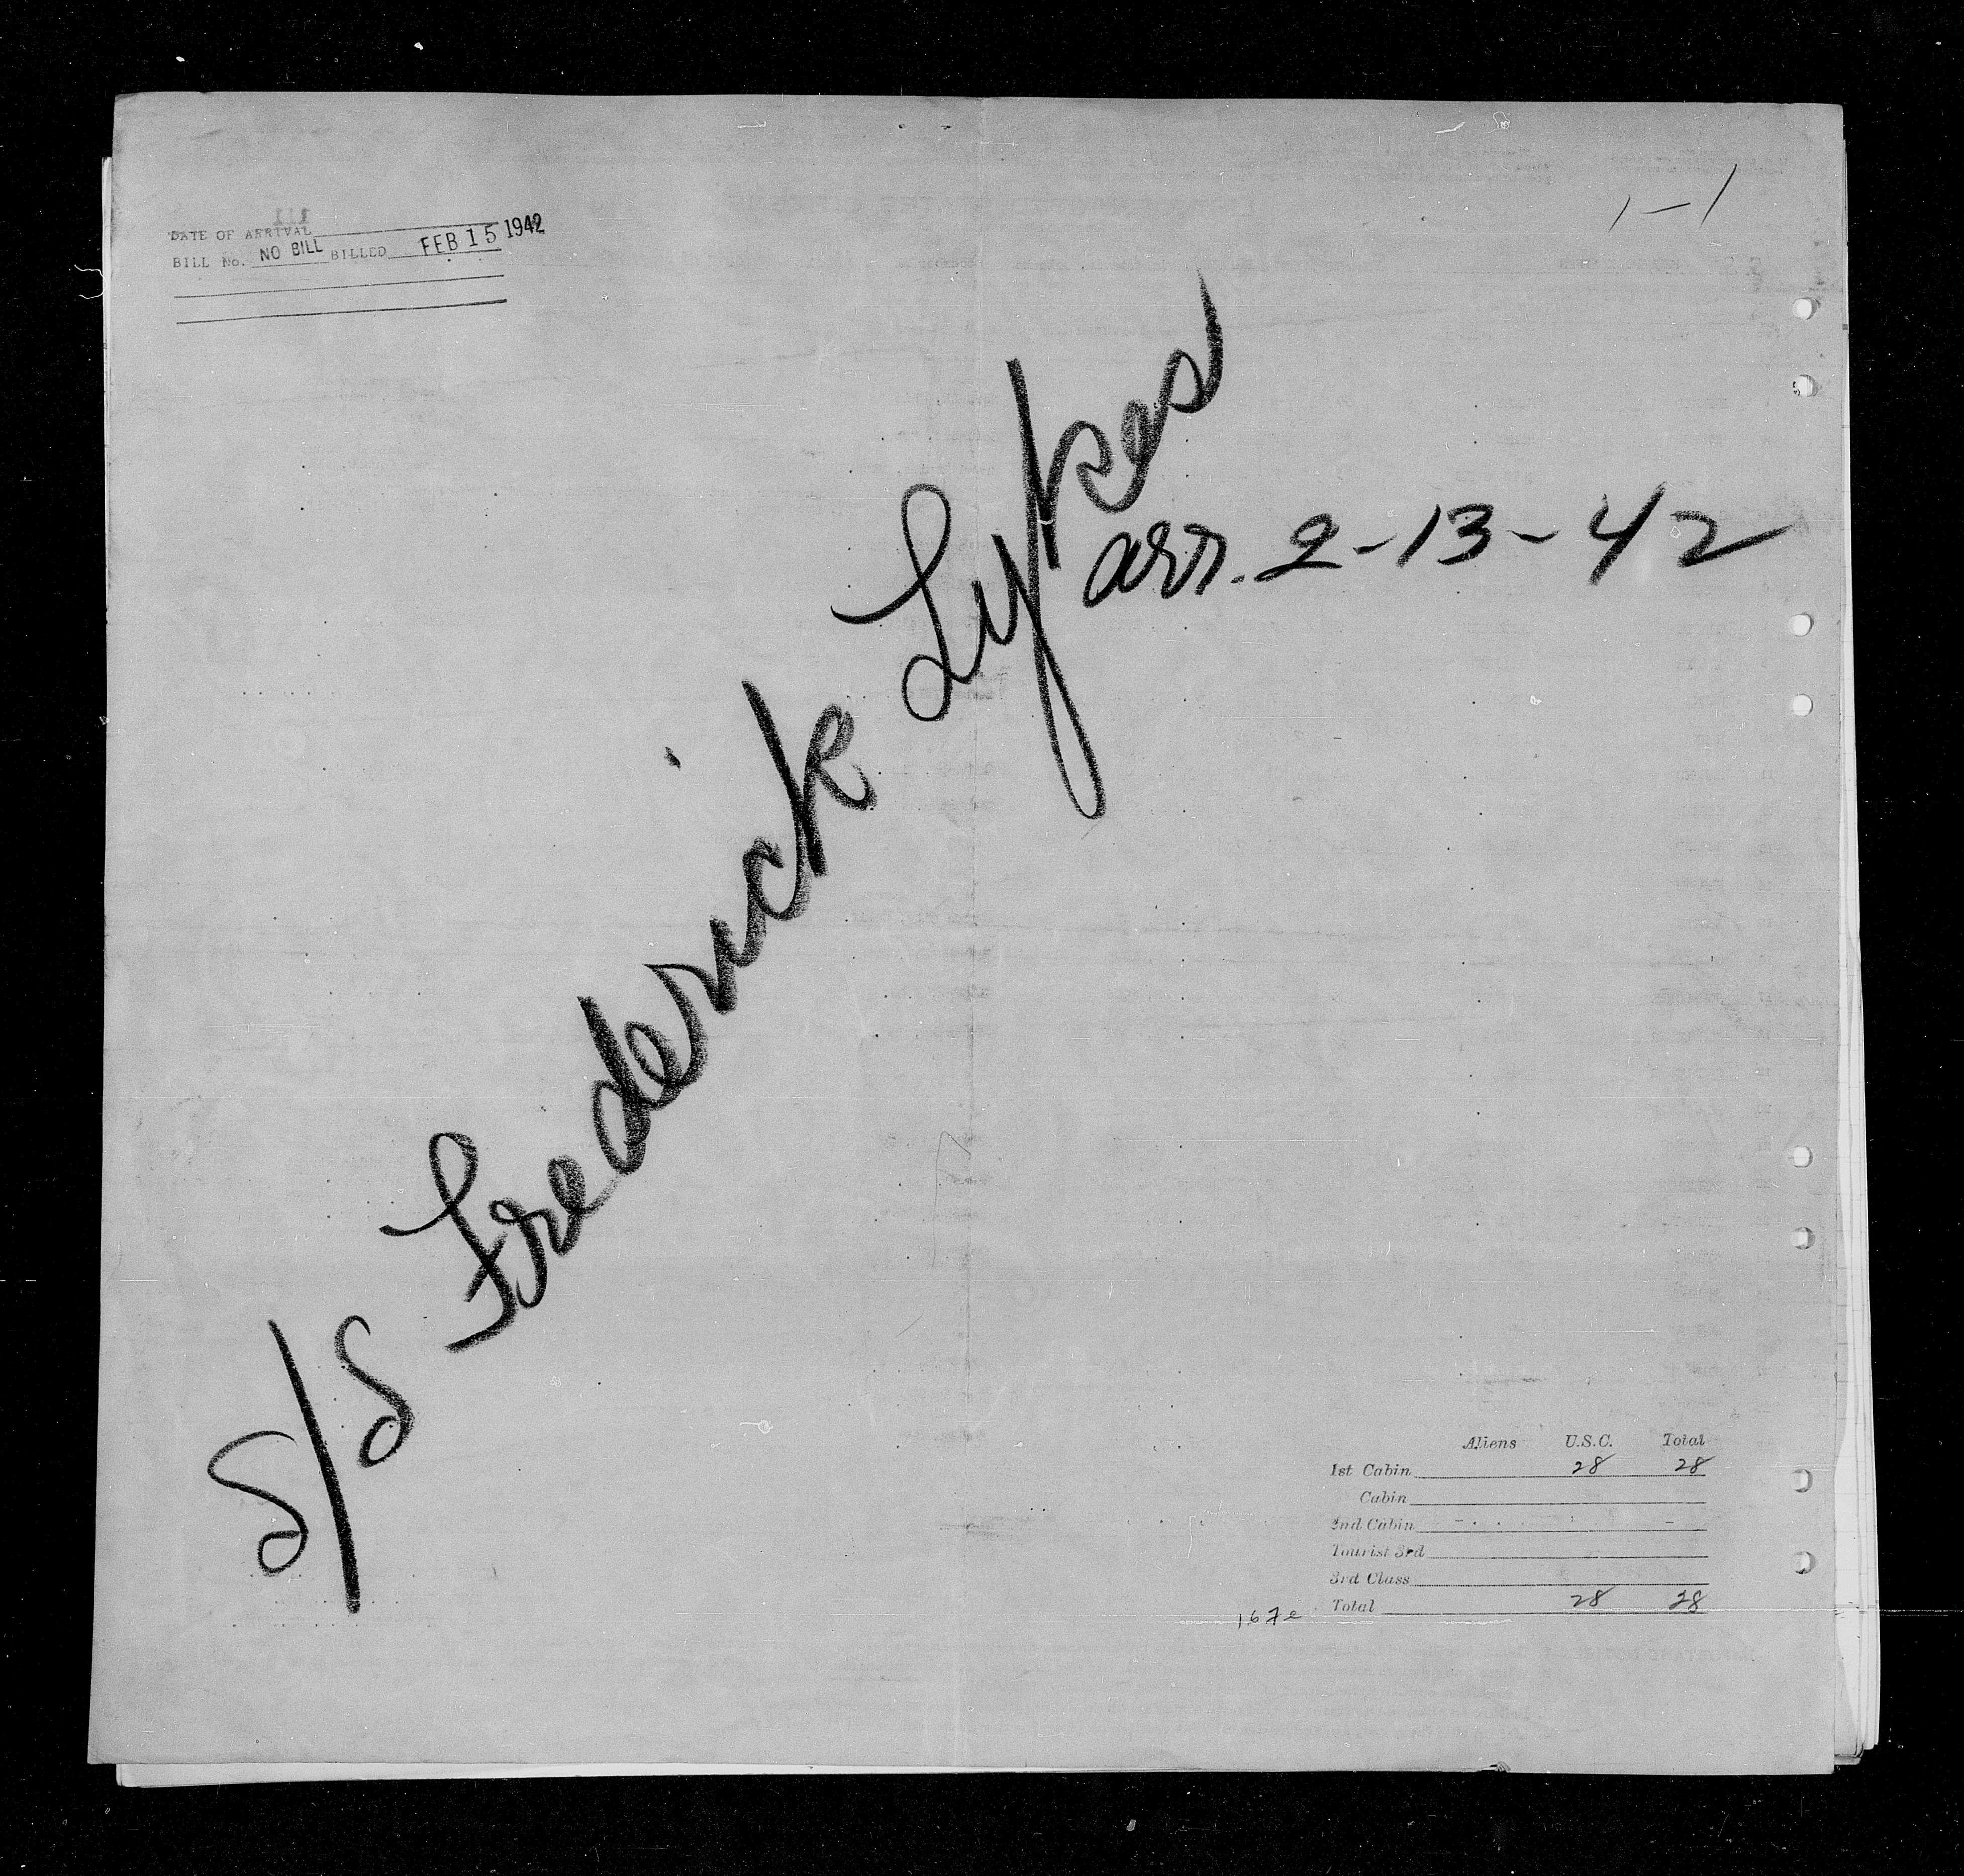 1-1
DATE OF ARRIVAL
BILL No. NO BILL BILLED FEB 15 1942
S/S Frederick Lykes
arr. 2-13-42
Aliens U.S.C. Total
1st Cabin 28 28
Cabin
2nd Cabin - -
Tourist 3rd
3rd Class
Total 28 28